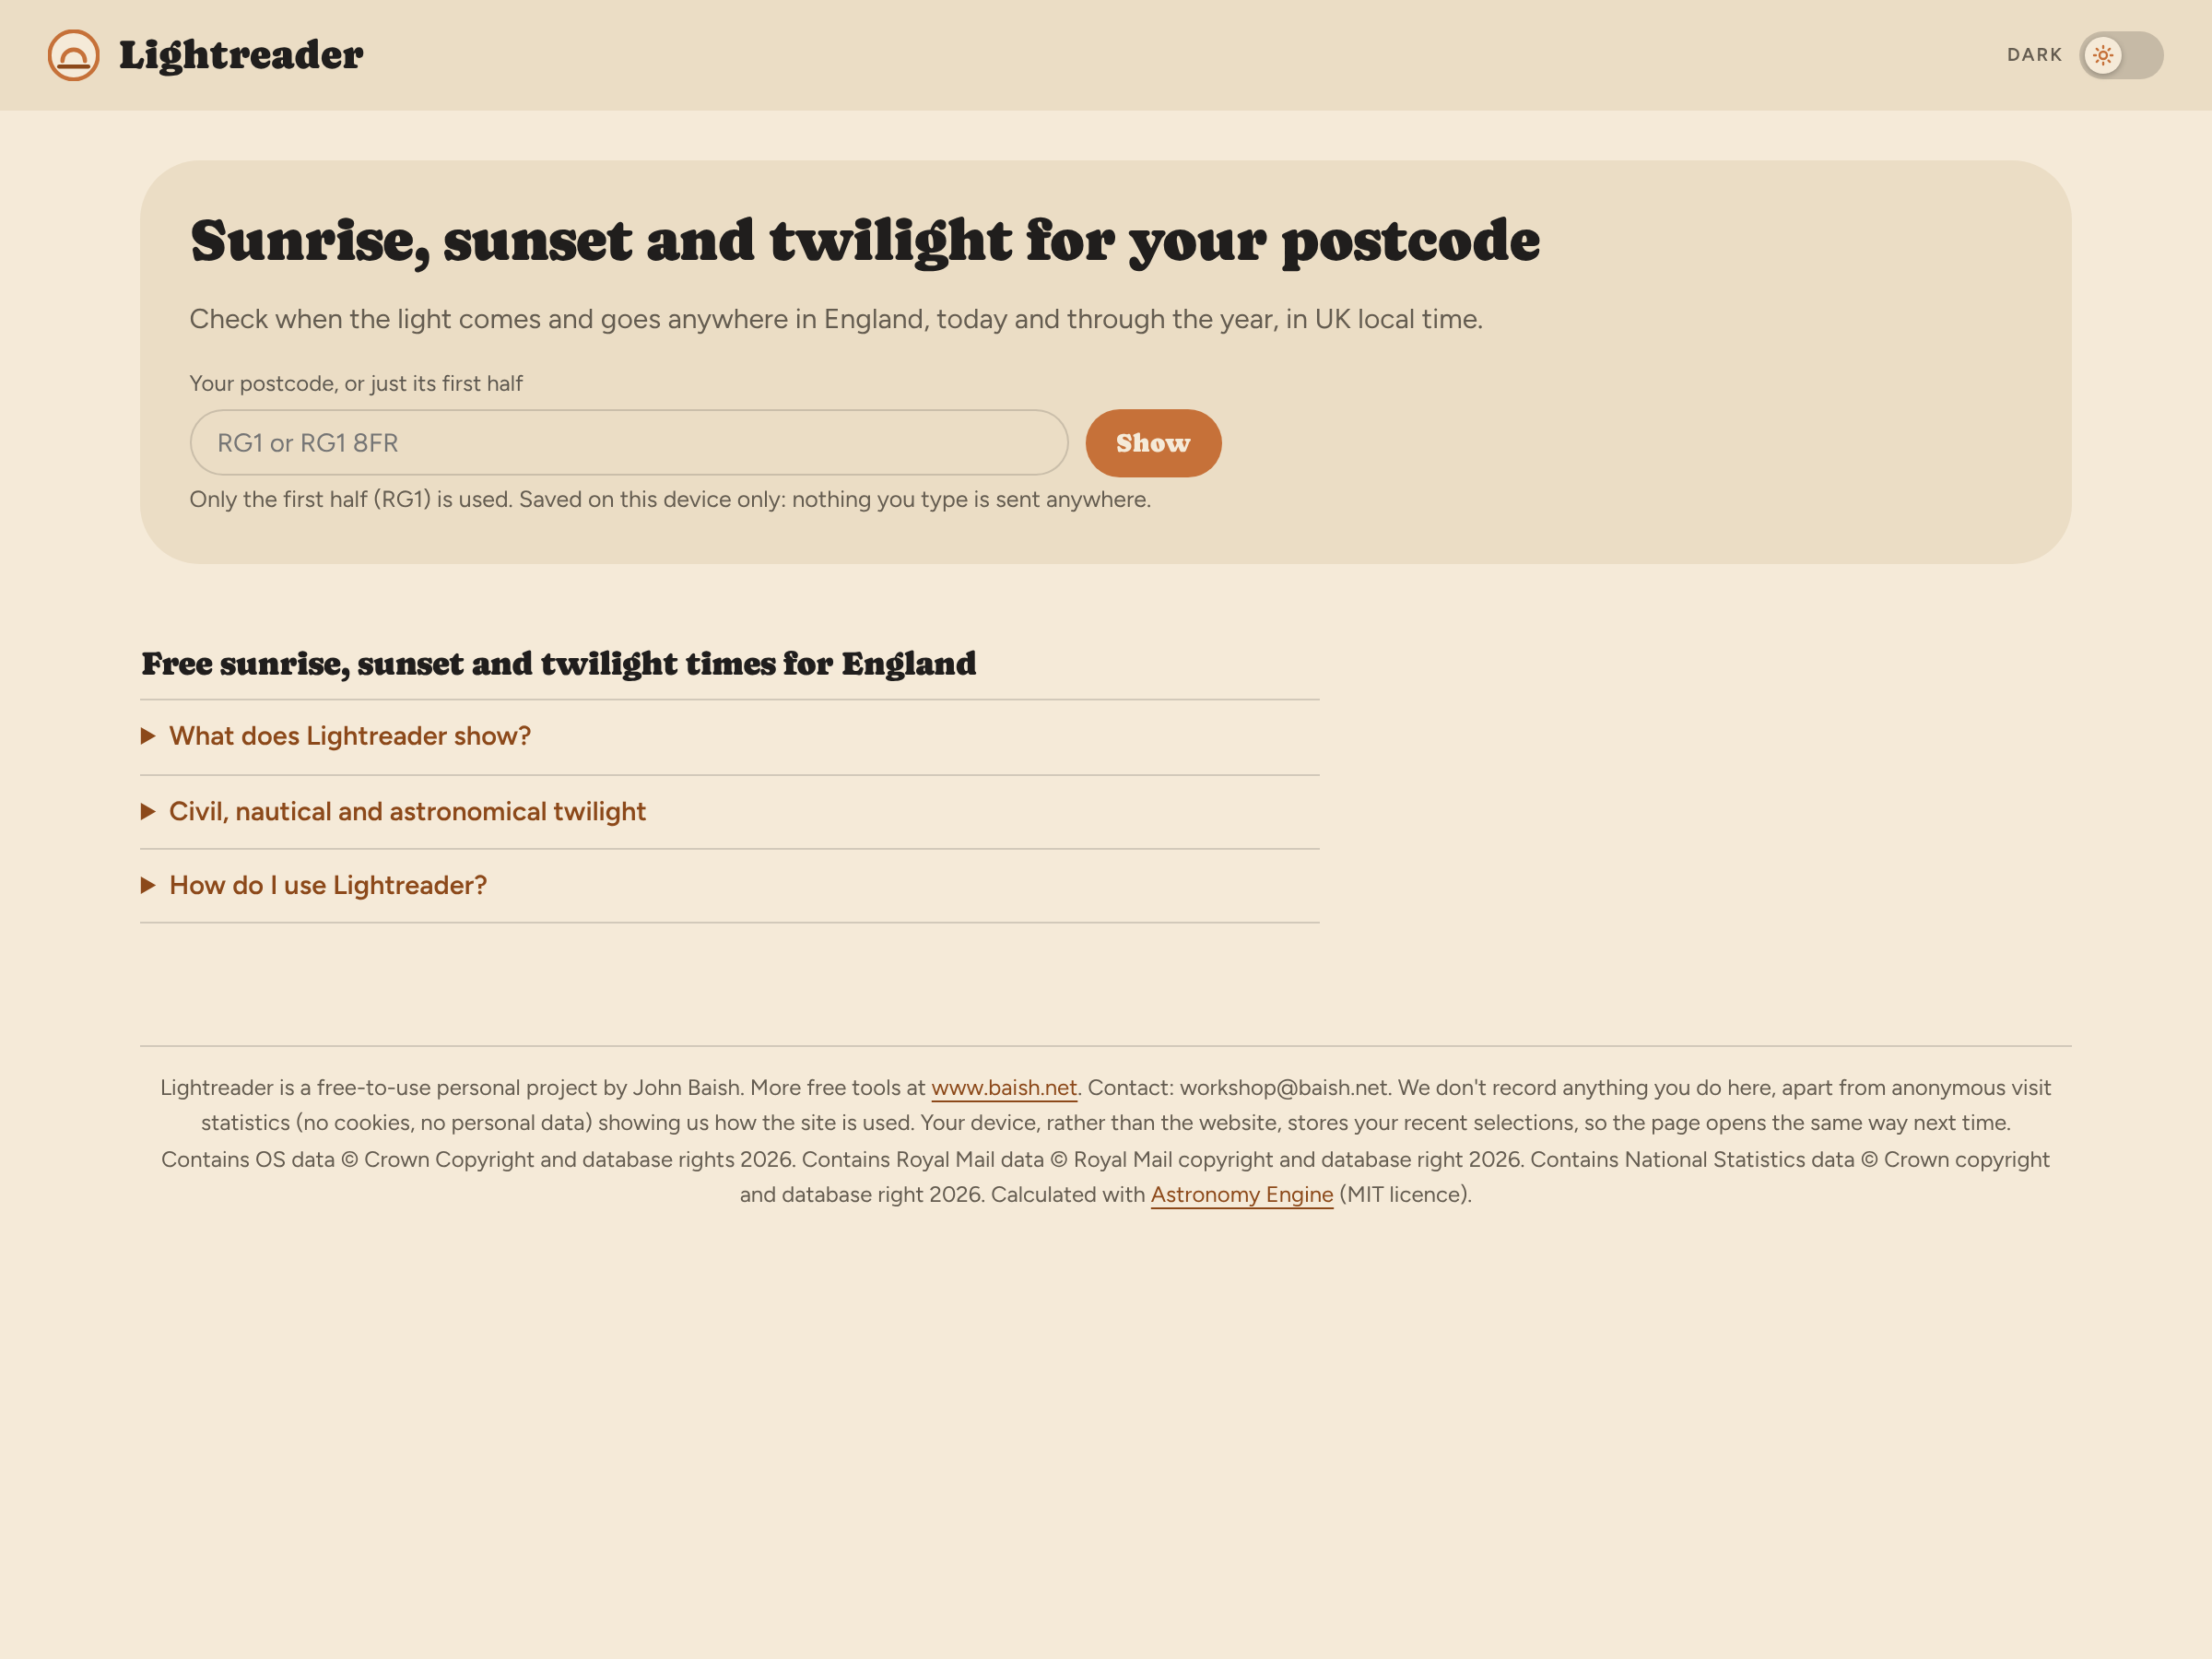 Lightreader
DARK
Sunrise, sunset and twilight for your postcode
Check when the light comes and goes anywhere in England, today and through the year, in UK local time.
Your postcode, or just its first half
RG1 or RG1 8FR
Show
Only the first half (RG1) is used. Saved on this device only: nothing you type is sent anywhere.
Free sunrise, sunset and twilight times for England
What does Lightreader show?
Civil, nautical and astronomical twilight
How do I use Lightreader?
Lightreader is a free-to-use personal project by John Baish. More free tools at www.baish.net. Contact: workshop@baish.net. We don't record anything you do here, apart from anonymous visit
statistics (no cookies, no personal data) showing us how the site is used. Your device, rather than the website, stores your recent selections, so the page opens the same way next time.
Contains OS data © Crown Copyright and database rights 2026. Contains Royal Mail data © Royal Mail copyright and database right 2026. Contains National Statistics data © Crown copyright
and database right 2026. Calculated with Astronomy Engine (MIT licence).